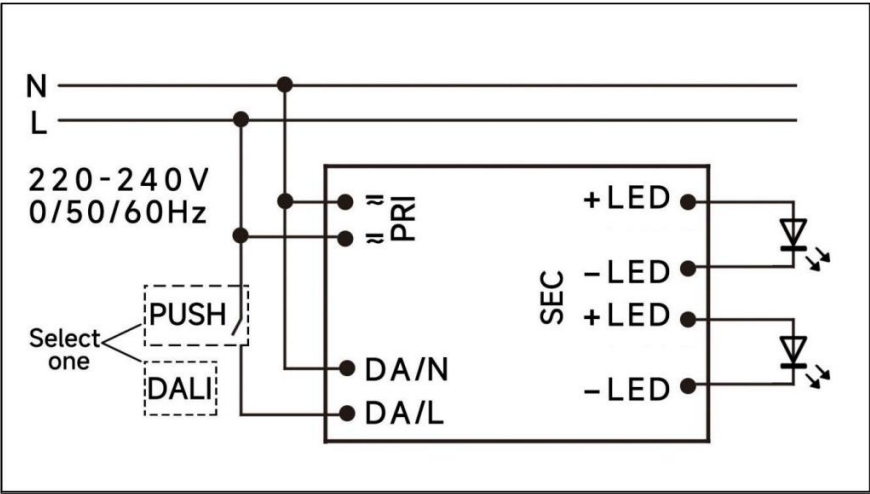 N
L
220-240V
0/50/60Hz
PRI
+LED
-LED
SEC
+LED
-LED
PUSH
Select
one
DALI
DA/N
DA/L